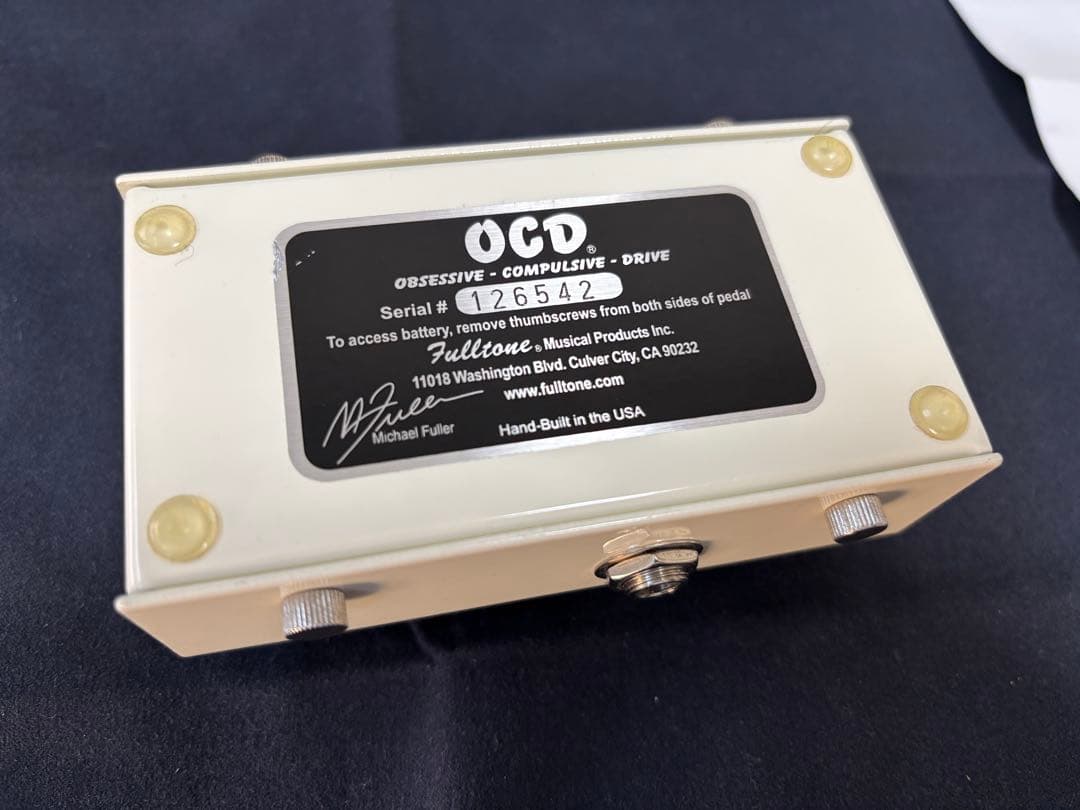 OCD®
OBSESSIVE - COMPULSIVE - DRIVE
Serial # 126542
To access battery, remove thumbscrews from both sides of pedal
Fulltone® Musical Products Inc.
11018 Washington Blvd. Culver City, CA 90232
www.fulltone.com
M Fuller
Michael Fuller
Hand-Built in the USA